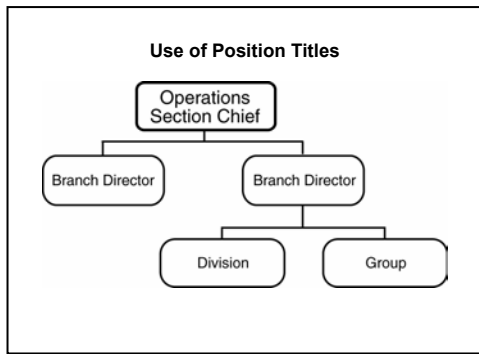 Use of Position Titles
Operations
Section Chief
Branch Director
Branch Director
Division
Group